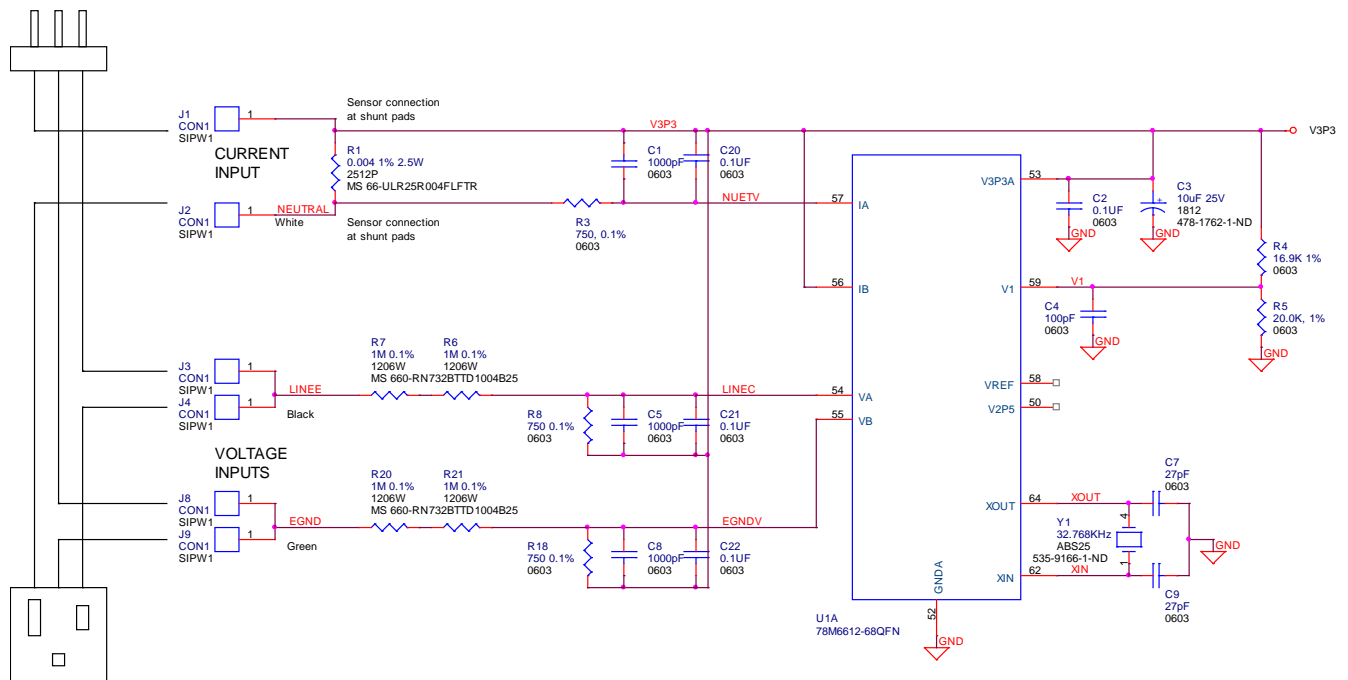 J1
CON1
SIPW1
1
CURRENT
INPUT
Sensor connection
at shunt pads
R1
0.004 1% 2.5W
2512P
MS 66-ULR25R004FLFTR
J2
CON1
SIPW1
1
NEUTRAL
White
Sensor connection
at shunt pads
R3
750, 0.1%
0603
V3P3
C1
1000pF
0603
C20
0.1UF
0603
NUETV
57
IA
56
IB
V3P3
V3P3A
53
C2
0.1UF
0603
GND
C3
10uF 25V
1812
478-1762-1-ND
GND
+
R4
16.9K 1%
0603
V1
59
V1
C4
100pF
0603
GND
R5
20.0K, 1%
0603
GND
J3
CON1
SIPW1
1
J4
CON1
SIPW1
1
LINEE
Black
R7
1M 0.1%
1206W
MS 660-RN732BTTD1004B25
R6
1M 0.1%
1206W
R8
750 0.1%
0603
C5
1000pF
0603
C21
0.1UF
0603
LINEC
54
VA
55
VB
VREF
58
V2P5
50
VOLTAGE
INPUTS
J8
CON1
SIPW1
1
J9
CON1
SIPW1
1
EGND
Green
R20
1M 0.1%
1206W
MS 660-RN732BTTD1004B25
R21
1M 0.1%
1206W
R18
750 0.1%
0603
C8
1000pF
0603
C22
0.1UF
0603
EGNDV
XOUT
64
XOUT
C7
27pF
0603
Y1
32.768KHz
ABS25
535-9166-1-ND
4
1
GND
XIN
62
XIN
C9
27pF
0603
GNDA
52
GND
U1A
78M6612-68QFN